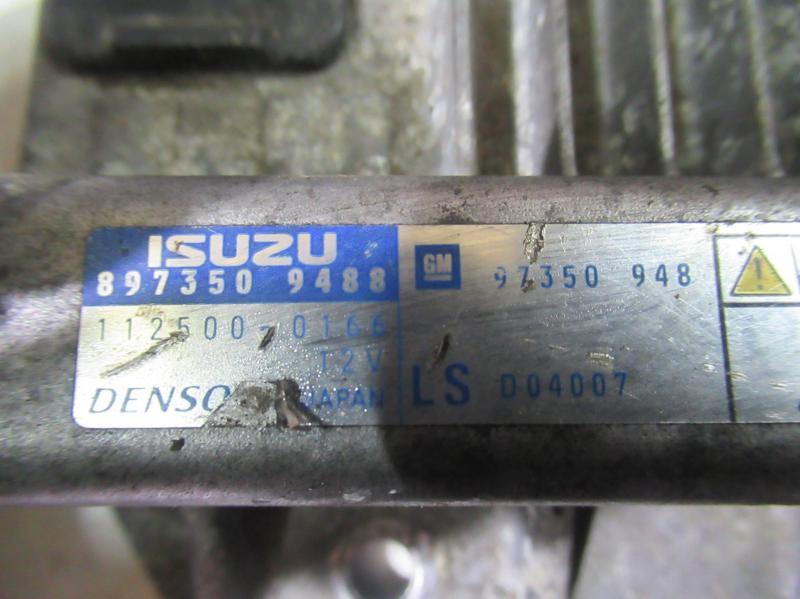 ISUZU
897350 9488
112500-0166
12V
DENSO JAPAN
GM 97350 948
LS D04007